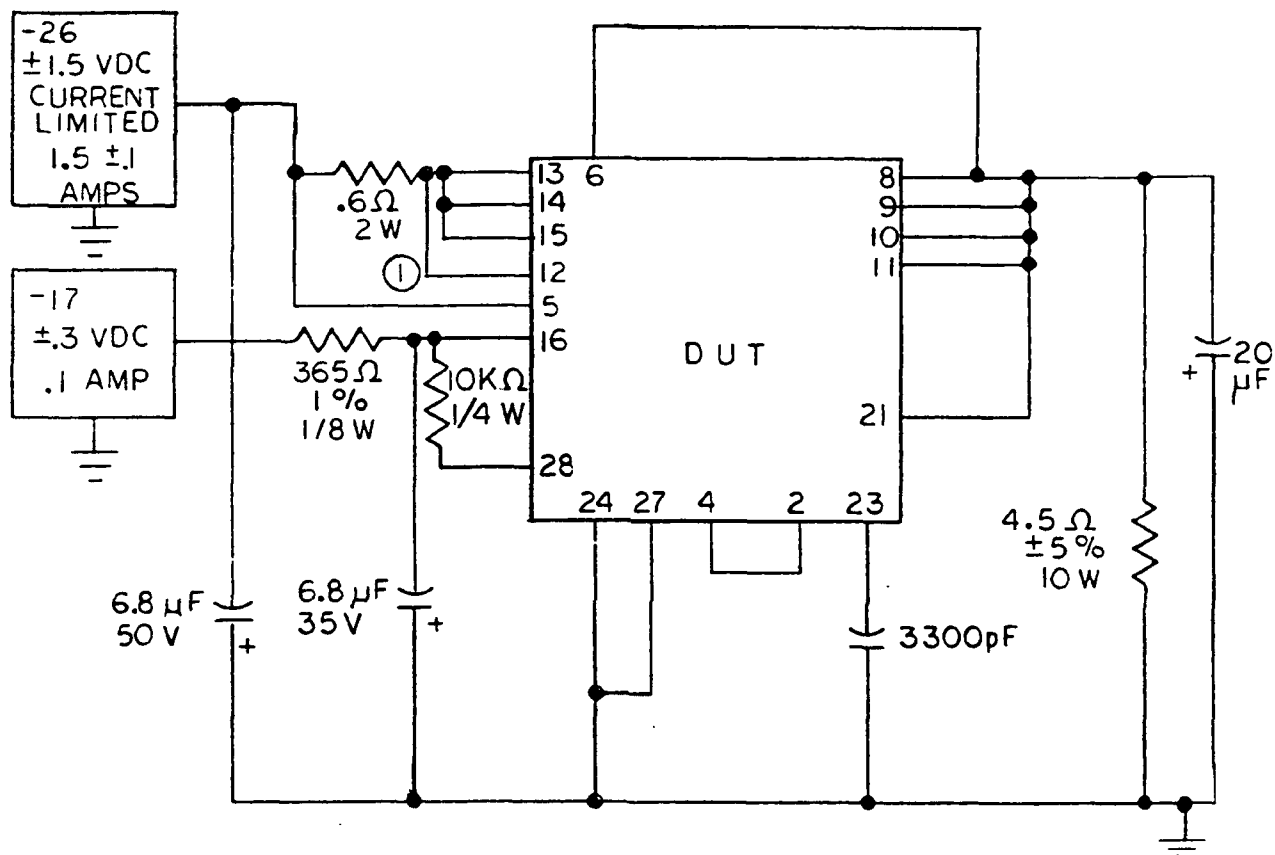 -26
±1.5 VDC
CURRENT
LIMITED
1.5 ±.1
AMPS
-17
±.3 VDC
.1 AMP
.6Ω
2 W
1
365Ω
1%
1/8 W
10KΩ
1/4 W
13
14
15
12
5
16
28
6
DUT
8
9
10
11
21
24
27
4
2
23
6.8 µF
50 V
+
6.8 µF
35V
+
3300pF
4.5 Ω
±5%
10 W
+
20
µF